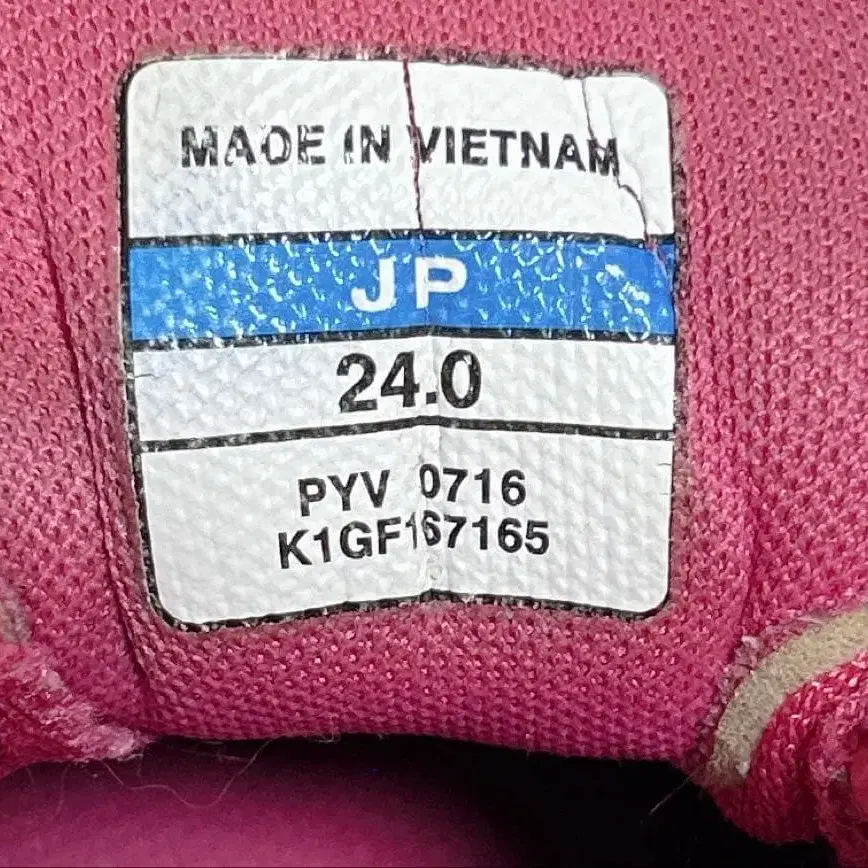 MADE IN VIETNAM
JP
24.0
PYV 0716
K1GF167165